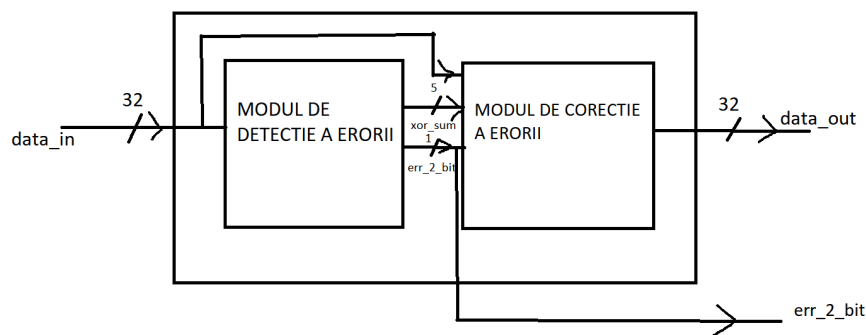 32
data_in
MODUL DE
DETECTIE A ERORII
5
xor_sum
1
err_2_bit
MODUL DE CORECTIE
A ERORII
32
data_out
err_2_bit